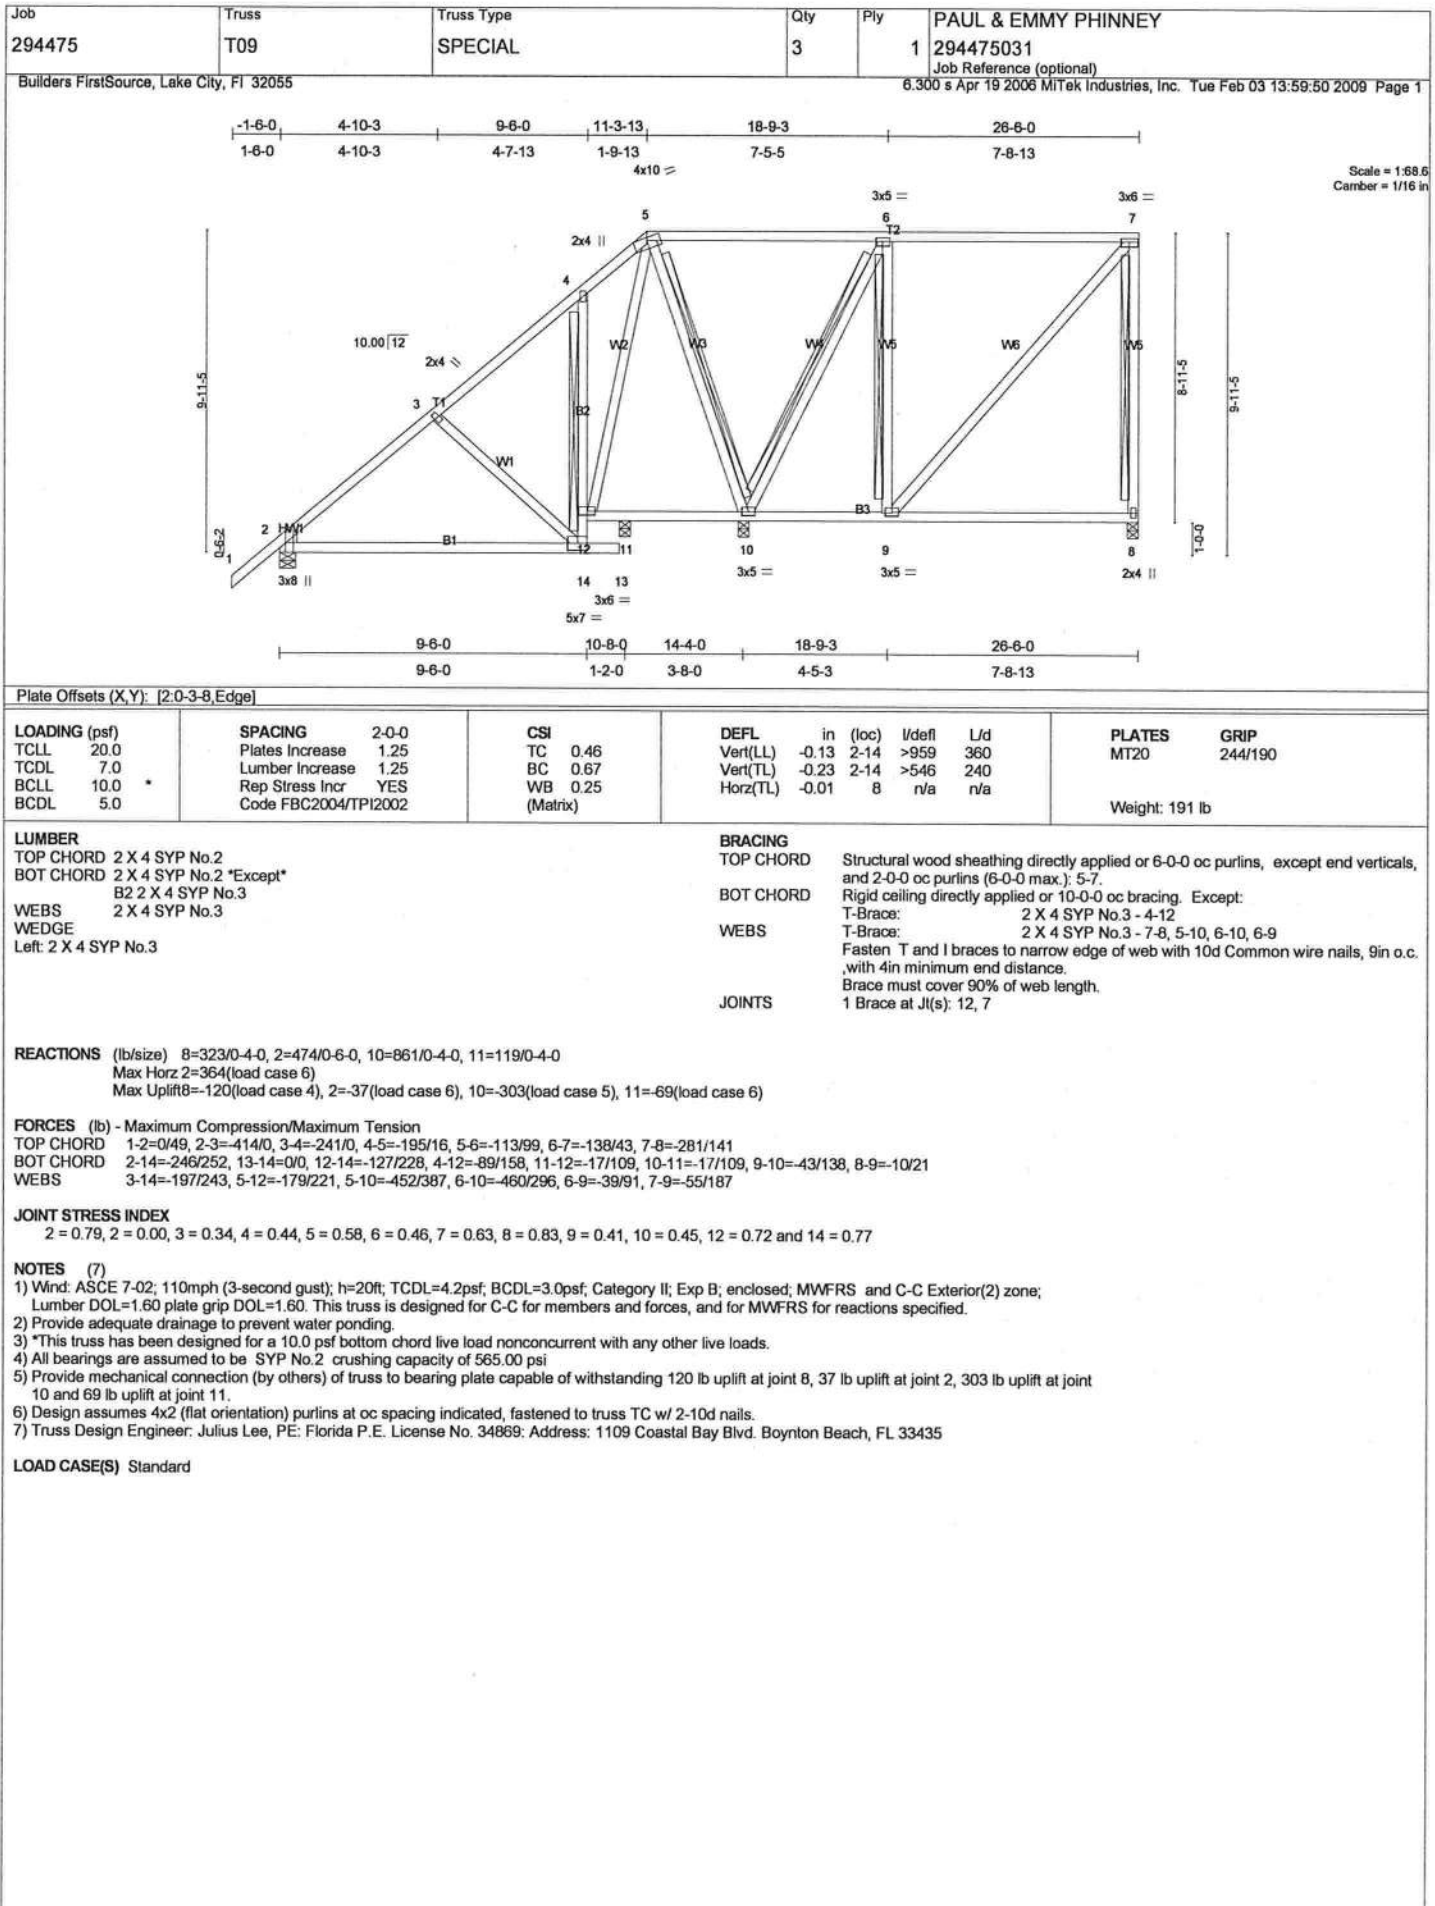 Job Truss Truss Type Qty Ply PAUL & EMMY PHINNEY
294475 T09 SPECIAL 3 1 294475031
Job Reference (optional)
Builders FirstSource, Lake City, Fl 32055 6.300 s Apr 19 2006 MiTek Industries, Inc. Tue Feb 03 13:59:50 2009 Page 1
-1-6-0 4-10-3 9-6-0 11-3-13 18-9-3 26-6-0
1-6-0 4-10-3 4-7-13 1-9-13 7-5-5 7-8-13
4x10 =
Scale = 1:68.6
Camber = 1/16 in
3x5 = 3x6 =
5 6 7
T2
2x4 ||
4
10.00 12
W2 W3 W4 W5 W6 W5
2x4 \\
9-11-5 8-11-5 9-11-5
3 T1
B2
W1
B3
2 HW1
0-6-2 1-0-0
B1
1
12 11 10 9 8
3x8 || 14 13 3x5 = 3x5 = 2x4 ||
3x6 =
5x7 =
9-6-0 10-8-0 14-4-0 18-9-3 26-6-0
9-6-0 1-2-0 3-8-0 4-5-3 7-8-13
Plate Offsets (X,Y): [2:0-3-8,Edge]
LOADING (psf) SPACING 2-0-0 CSI DEFL in (loc) l/defl L/d PLATES GRIP
TCLL 20.0 Plates Increase 1.25 TC 0.46 Vert(LL) -0.13 2-14 >959 360 MT20 244/190
TCDL 7.0 Lumber Increase 1.25 BC 0.67 Vert(TL) -0.23 2-14 >546 240
BCLL 10.0 * Rep Stress Incr YES WB 0.25 Horz(TL) -0.01 8 n/a n/a
BCDL 5.0 Code FBC2004/TPI2002 (Matrix) Weight: 191 lb
LUMBER
TOP CHORD 2 X 4 SYP No.2
BOT CHORD 2 X 4 SYP No.2 *Except*
B2 2 X 4 SYP No.3
WEBS 2 X 4 SYP No.3
WEDGE
Left: 2 X 4 SYP No.3
BRACING
TOP CHORD Structural wood sheathing directly applied or 6-0-0 oc purlins, except end verticals,
and 2-0-0 oc purlins (6-0-0 max.): 5-7.
BOT CHORD Rigid ceiling directly applied or 10-0-0 oc bracing. Except:
T-Brace: 2 X 4 SYP No.3 - 4-12
WEBS T-Brace: 2 X 4 SYP No.3 - 7-8, 5-10, 6-10, 6-9
Fasten T and I braces to narrow edge of web with 10d Common wire nails, 9in o.c.
,with 4in minimum end distance.
Brace must cover 90% of web length.
JOINTS 1 Brace at Jt(s): 12, 7
REACTIONS (lb/size) 8=323/0-4-0, 2=474/0-6-0, 10=861/0-4-0, 11=119/0-4-0
Max Horz 2=364(load case 6)
Max Uplift8=-120(load case 4), 2=-37(load case 6), 10=-303(load case 5), 11=-69(load case 6)
FORCES (lb) - Maximum Compression/Maximum Tension
TOP CHORD 1-2=0/49, 2-3=-414/0, 3-4=-241/0, 4-5=-195/16, 5-6=-113/99, 6-7=-138/43, 7-8=-281/141
BOT CHORD 2-14=-246/252, 13-14=0/0, 12-14=-127/228, 4-12=-89/158, 11-12=-17/109, 10-11=-17/109, 9-10=-43/138, 8-9=-10/21
WEBS 3-14=-197/243, 5-12=-179/221, 5-10=-452/387, 6-10=-460/296, 6-9=-39/91, 7-9=-55/187
JOINT STRESS INDEX
2 = 0.79, 2 = 0.00, 3 = 0.34, 4 = 0.44, 5 = 0.58, 6 = 0.46, 7 = 0.63, 8 = 0.83, 9 = 0.41, 10 = 0.45, 12 = 0.72 and 14 = 0.77
NOTES (7)
1) Wind: ASCE 7-02; 110mph (3-second gust); h=20ft; TCDL=4.2psf; BCDL=3.0psf; Category II; Exp B; enclosed; MWFRS and C-C Exterior(2) zone;
Lumber DOL=1.60 plate grip DOL=1.60. This truss is designed for C-C for members and forces, and for MWFRS for reactions specified.
2) Provide adequate drainage to prevent water ponding.
3) *This truss has been designed for a 10.0 psf bottom chord live load nonconcurrent with any other live loads.
4) All bearings are assumed to be SYP No.2 crushing capacity of 565.00 psi
5) Provide mechanical connection (by others) of truss to bearing plate capable of withstanding 120 lb uplift at joint 8, 37 lb uplift at joint 2, 303 lb uplift at joint
10 and 69 lb uplift at joint 11.
6) Design assumes 4x2 (flat orientation) purlins at oc spacing indicated, fastened to truss TC w/ 2-10d nails.
7) Truss Design Engineer: Julius Lee, PE: Florida P.E. License No. 34869: Address: 1109 Coastal Bay Blvd. Boynton Beach, FL 33435
LOAD CASE(S) Standard